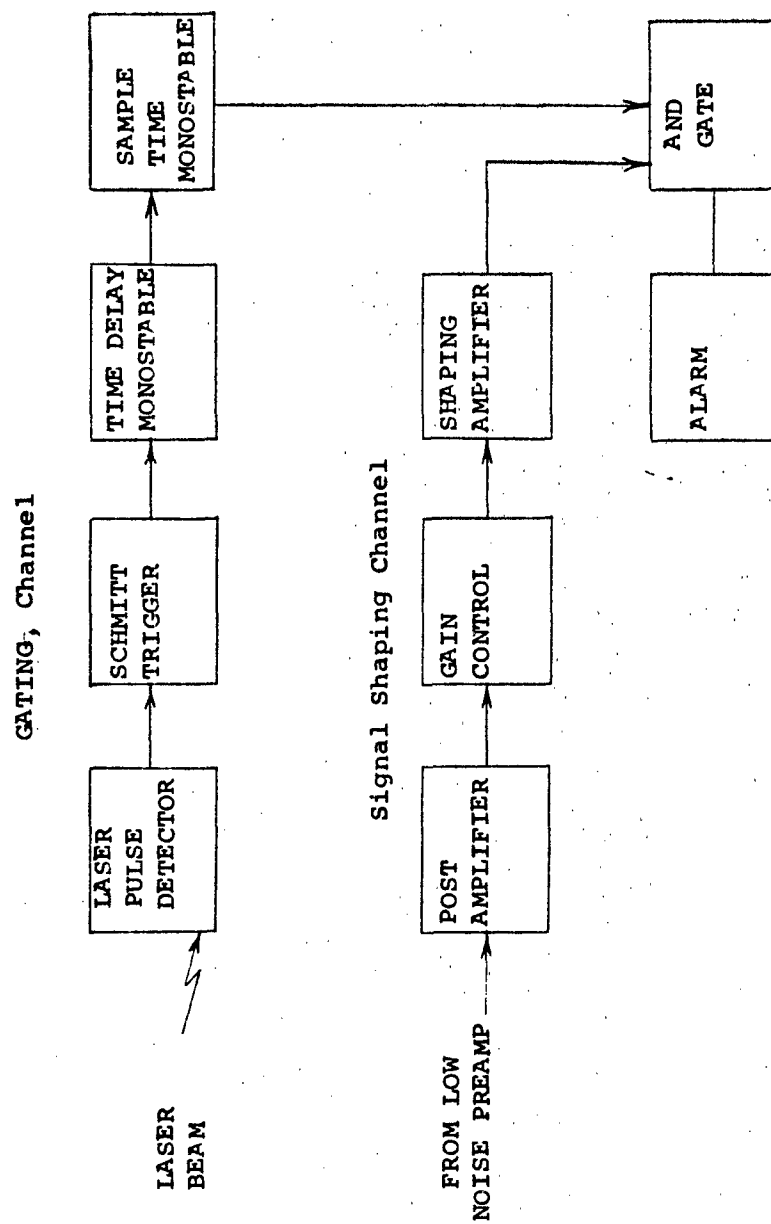 GATING, Channel
LASER
BEAM
LASER
PULSE
DETECTOR
SCHMITT
TRIGGER
TIME DELAY
MONOSTABLE
SAMPLE
TIME
MONOSTABLE
Signal Shaping Channel
FROM LOW
NOISE PREAMP
POST
AMPLIFIER
GAIN
CONTROL
SHAPING
AMPLIFIER
ALARM
AND
GATE